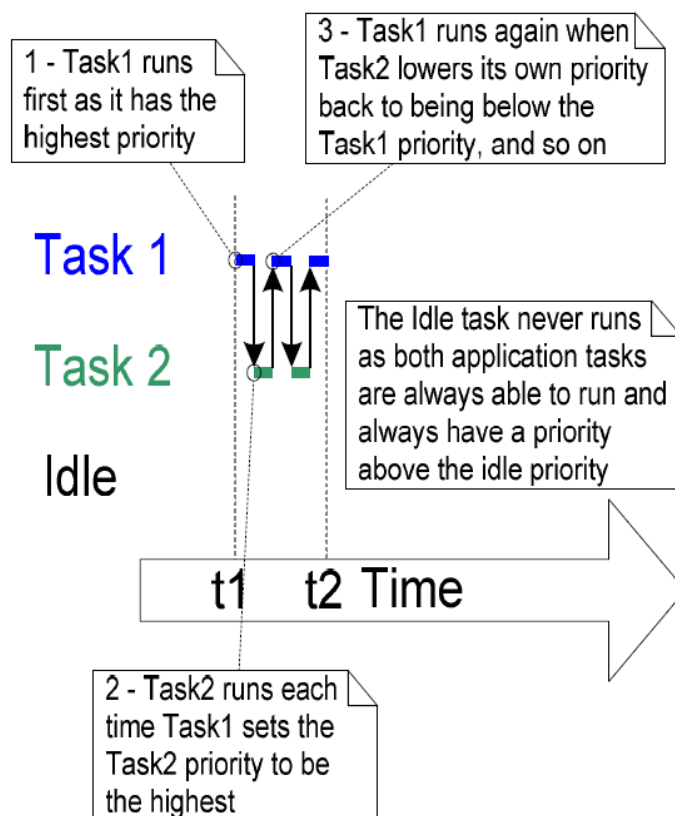 1 - Task1 runs
first as it has the
highest priority
3 - Task1 runs again when
Task2 lowers its own priority
back to being below the
Task1 priority, and so on
Task 1
Task 2
Idle
The Idle task never runs
as both application tasks
are always able to run and
always have a priority
above the idle priority
t1 t2 Time
2 - Task2 runs each
time Task1 sets the
Task2 priority to be
the highest